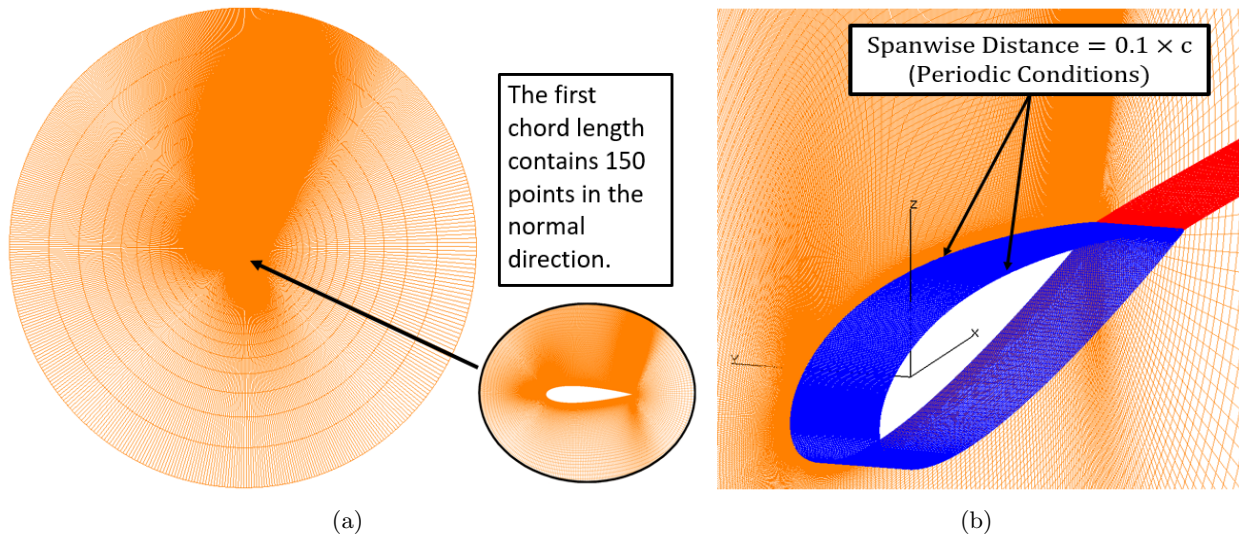 The first
chord length
contains 150
points in the
normal
direction.
Spanwise Distance = 0.1 × c
(Periodic Conditions)
z
x
y
(a)
(b)